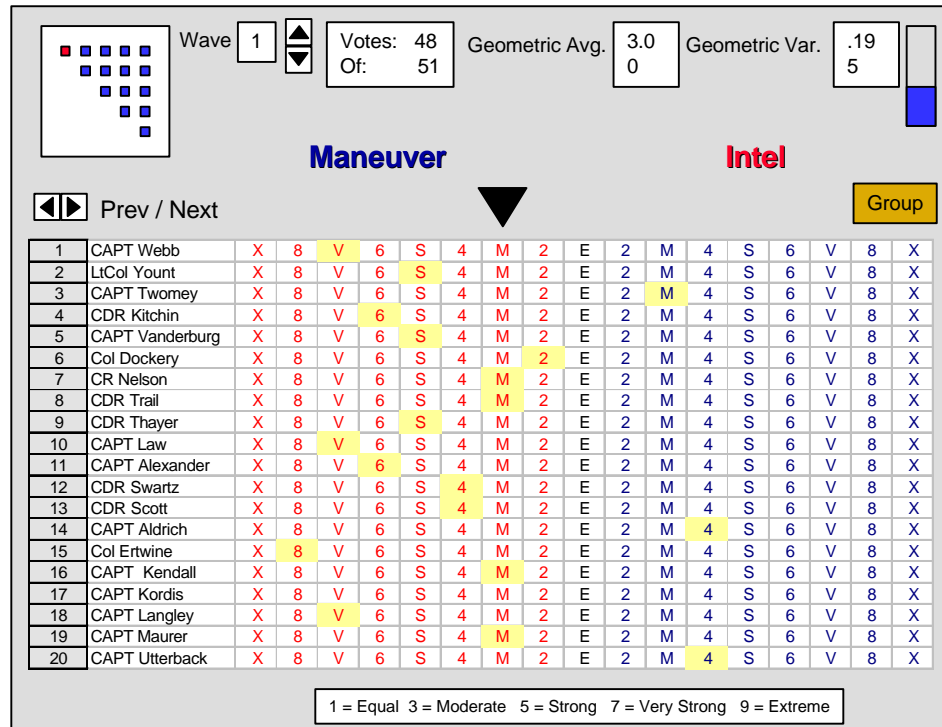 Wave 1 Votes: 48 Geometric Avg. 3.0 Geometric Var. .19
Of: 51 0 5
Maneuver Intel
Prev / Next Group
1 CAPT Webb X 8 V 6 S 4 M 2 E 2 M 4 S 6 V 8 X
2 LtCol Yount X 8 V 6 S 4 M 2 E 2 M 4 S 6 V 8 X
3 CAPT Twomey X 8 V 6 S 4 M 2 E 2 M 4 S 6 V 8 X
4 CDR Kitchin X 8 V 6 S 4 M 2 E 2 M 4 S 6 V 8 X
5 CAPT Vanderburg X 8 V 6 S 4 M 2 E 2 M 4 S 6 V 8 X
6 Col Dockery X 8 V 6 S 4 M 2 E 2 M 4 S 6 V 8 X
7 CR Nelson X 8 V 6 S 4 M 2 E 2 M 4 S 6 V 8 X
8 CDR Trail X 8 V 6 S 4 M 2 E 2 M 4 S 6 V 8 X
9 CDR Thayer X 8 V 6 S 4 M 2 E 2 M 4 S 6 V 8 X
10 CAPT Law X 8 V 6 S 4 M 2 E 2 M 4 S 6 V 8 X
11 CAPT Alexander X 8 V 6 S 4 M 2 E 2 M 4 S 6 V 8 X
12 CDR Swartz X 8 V 6 S 4 M 2 E 2 M 4 S 6 V 8 X
13 CDR Scott X 8 V 6 S 4 M 2 E 2 M 4 S 6 V 8 X
14 CAPT Aldrich X 8 V 6 S 4 M 2 E 2 M 4 S 6 V 8 X
15 Col Ertwine X 8 V 6 S 4 M 2 E 2 M 4 S 6 V 8 X
16 CAPT Kendall X 8 V 6 S 4 M 2 E 2 M 4 S 6 V 8 X
17 CAPT Kordis X 8 V 6 S 4 M 2 E 2 M 4 S 6 V 8 X
18 CAPT Langley X 8 V 6 S 4 M 2 E 2 M 4 S 6 V 8 X
19 CAPT Maurer X 8 V 6 S 4 M 2 E 2 M 4 S 6 V 8 X
20 CAPT Utterback X 8 V 6 S 4 M 2 E 2 M 4 S 6 V 8 X
1 = Equal 3 = Moderate 5 = Strong 7 = Very Strong 9 = Extreme